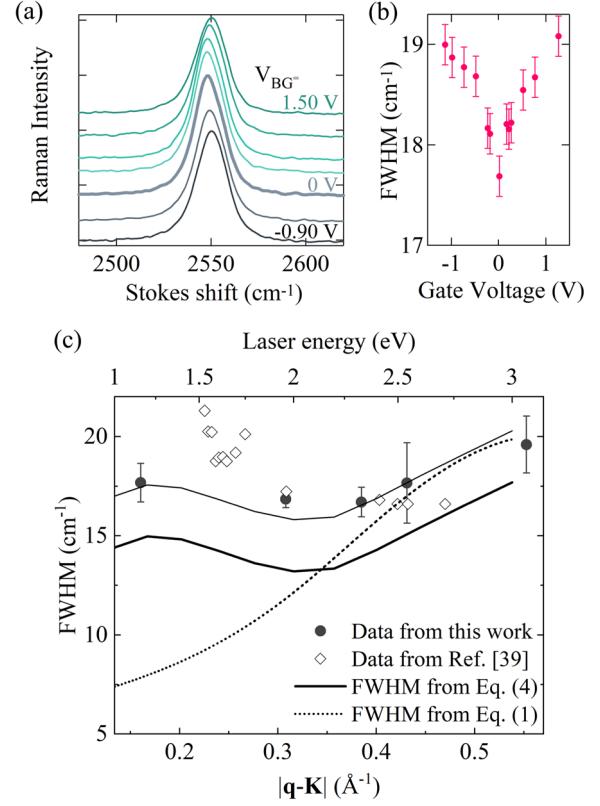 (a)
Raman Intensity
V_BG=
1.50 V
0 V
-0.90 V
2500 2550 2600
Stokes shift (cm⁻¹)
(b)
FWHM (cm⁻¹)
19
18
17
-1 0 1
Gate Voltage (V)
(c)
Laser energy (eV)
1 1.5 2 2.5 3
FWHM (cm⁻¹)
20
15
10
5
Data from this work
Data from Ref. [39]
FWHM from Eq. (4)
FWHM from Eq. (1)
0.2 0.3 0.4 0.5
|q-K| (Å⁻¹)